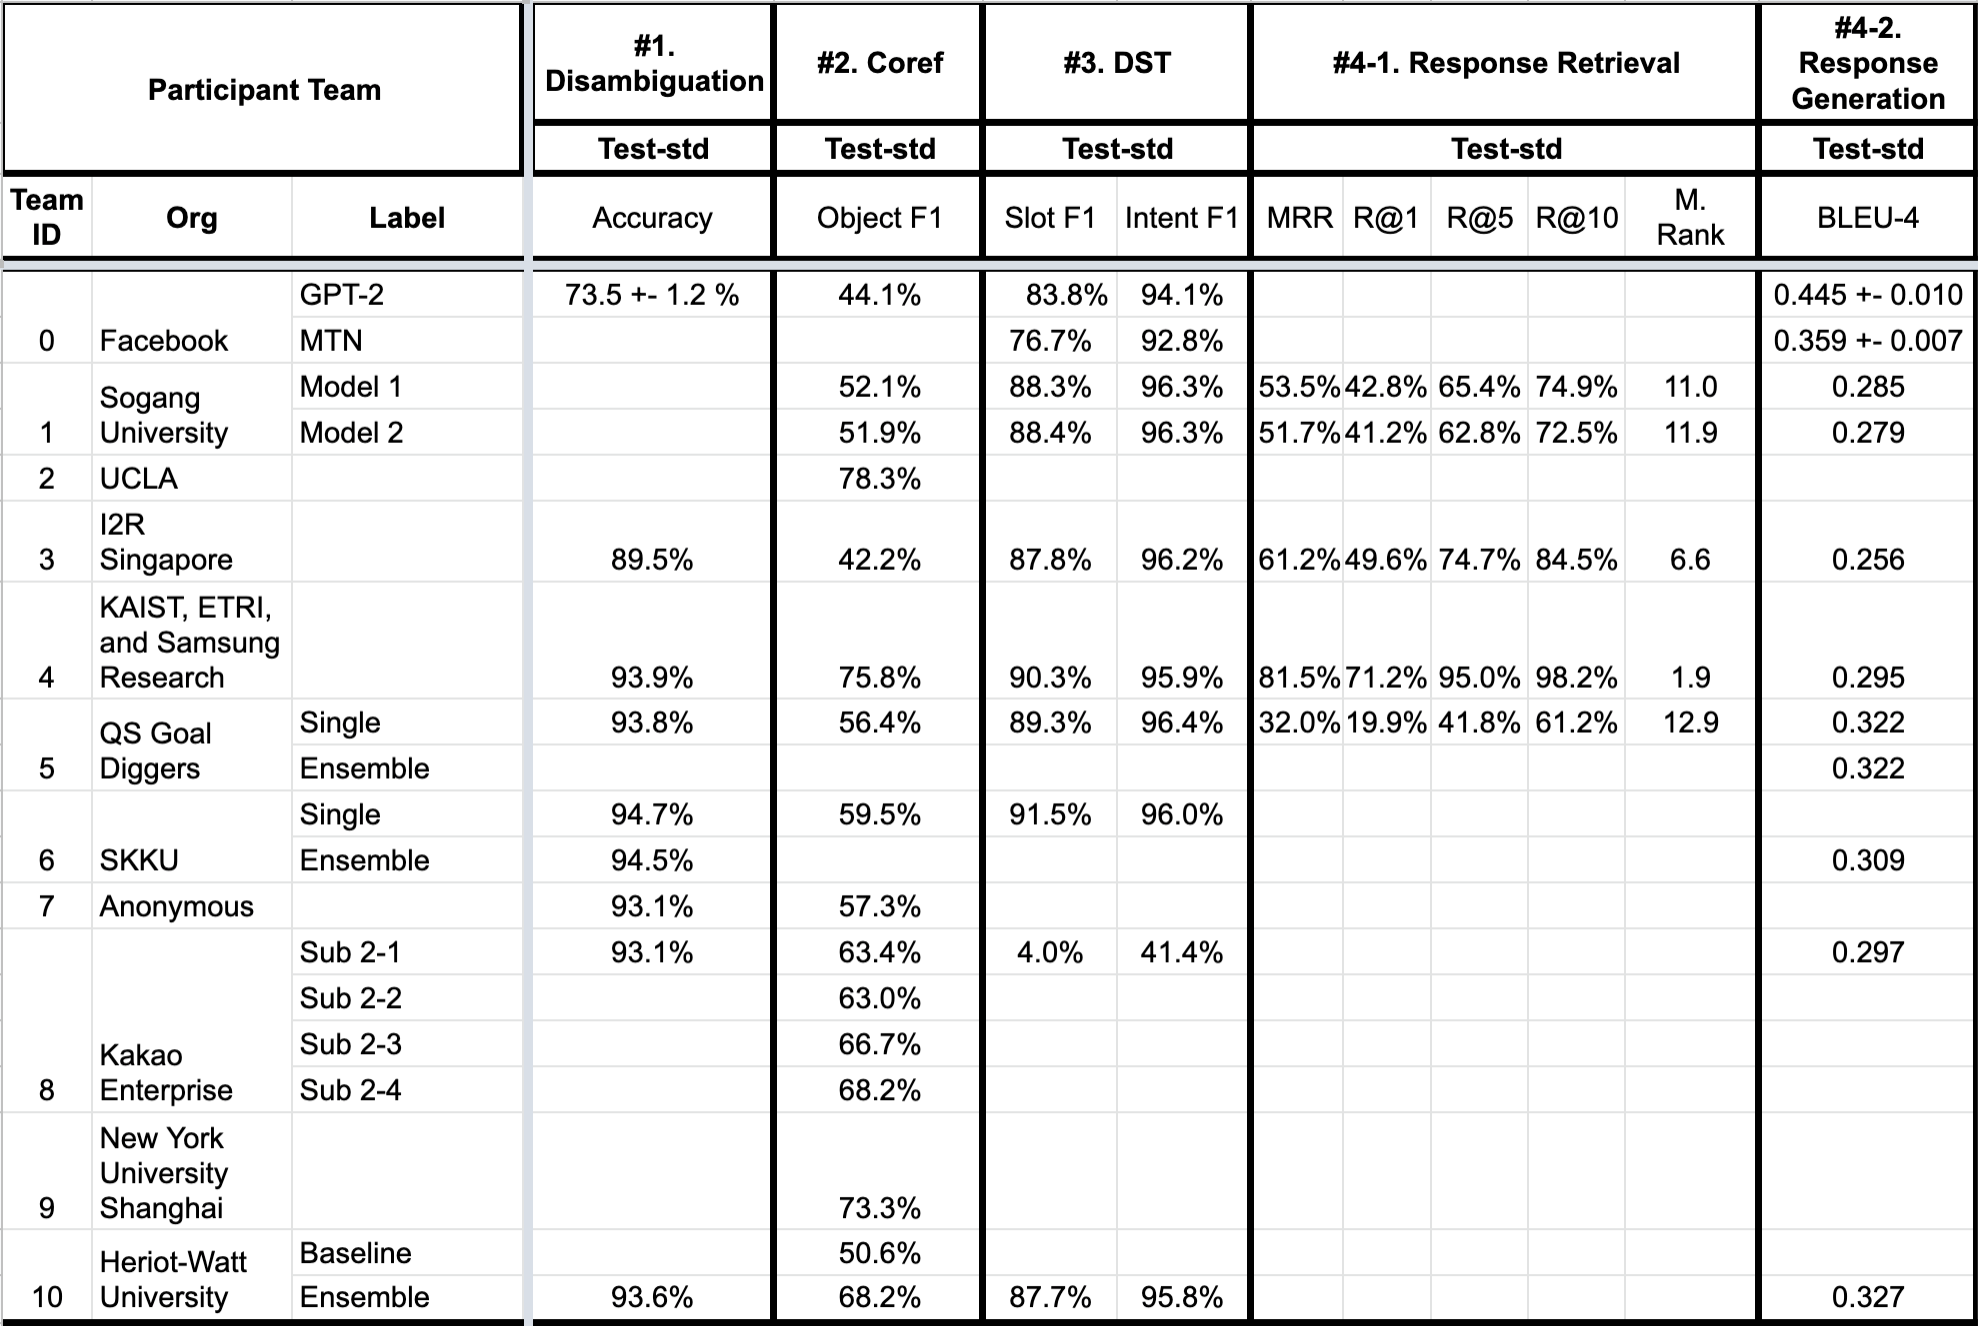 Participant Team
#1.
Disambiguation
#2. Coref
#3. DST
#4-1. Response Retrieval
#4-2.
Response
Generation
Test-std Test-std Test-std Test-std Test-std
Team
ID
Org Label Accuracy Object F1 Slot F1 Intent F1 MRR R@1 R@5 R@10 M.
Rank
BLEU-4
GPT-2 73.5 +- 1.2 % 44.1% 83.8% 94.1% 0.445 +- 0.010
0 Facebook MTN 76.7% 92.8% 0.359 +- 0.007
Sogang
University
Model 1 52.1% 88.3% 96.3% 53.5% 42.8% 65.4% 74.9% 11.0 0.285
1 Model 2 51.9% 88.4% 96.3% 51.7% 41.2% 62.8% 72.5% 11.9 0.279
2 UCLA 78.3%
I2R
3 Singapore 89.5% 42.2% 87.8% 96.2% 61.2% 49.6% 74.7% 84.5% 6.6 0.256
KAIST, ETRI,
and Samsung
4 Research 93.9% 75.8% 90.3% 95.9% 81.5% 71.2% 95.0% 98.2% 1.9 0.295
QS Goal
Diggers
Single 93.8% 56.4% 89.3% 96.4% 32.0% 19.9% 41.8% 61.2% 12.9 0.322
5 Ensemble 0.322
Single 94.7% 59.5% 91.5% 96.0%
6 SKKU Ensemble 94.5% 0.309
7 Anonymous 93.1% 57.3%
Sub 2-1 93.1% 63.4% 4.0% 41.4% 0.297
Sub 2-2 63.0%
Sub 2-3 66.7%
Kakao
8 Enterprise Sub 2-4 68.2%
New York
University
9 Shanghai 73.3%
Heriot-Watt
University
Baseline 50.6%
10 Ensemble 93.6% 68.2% 87.7% 95.8% 0.327